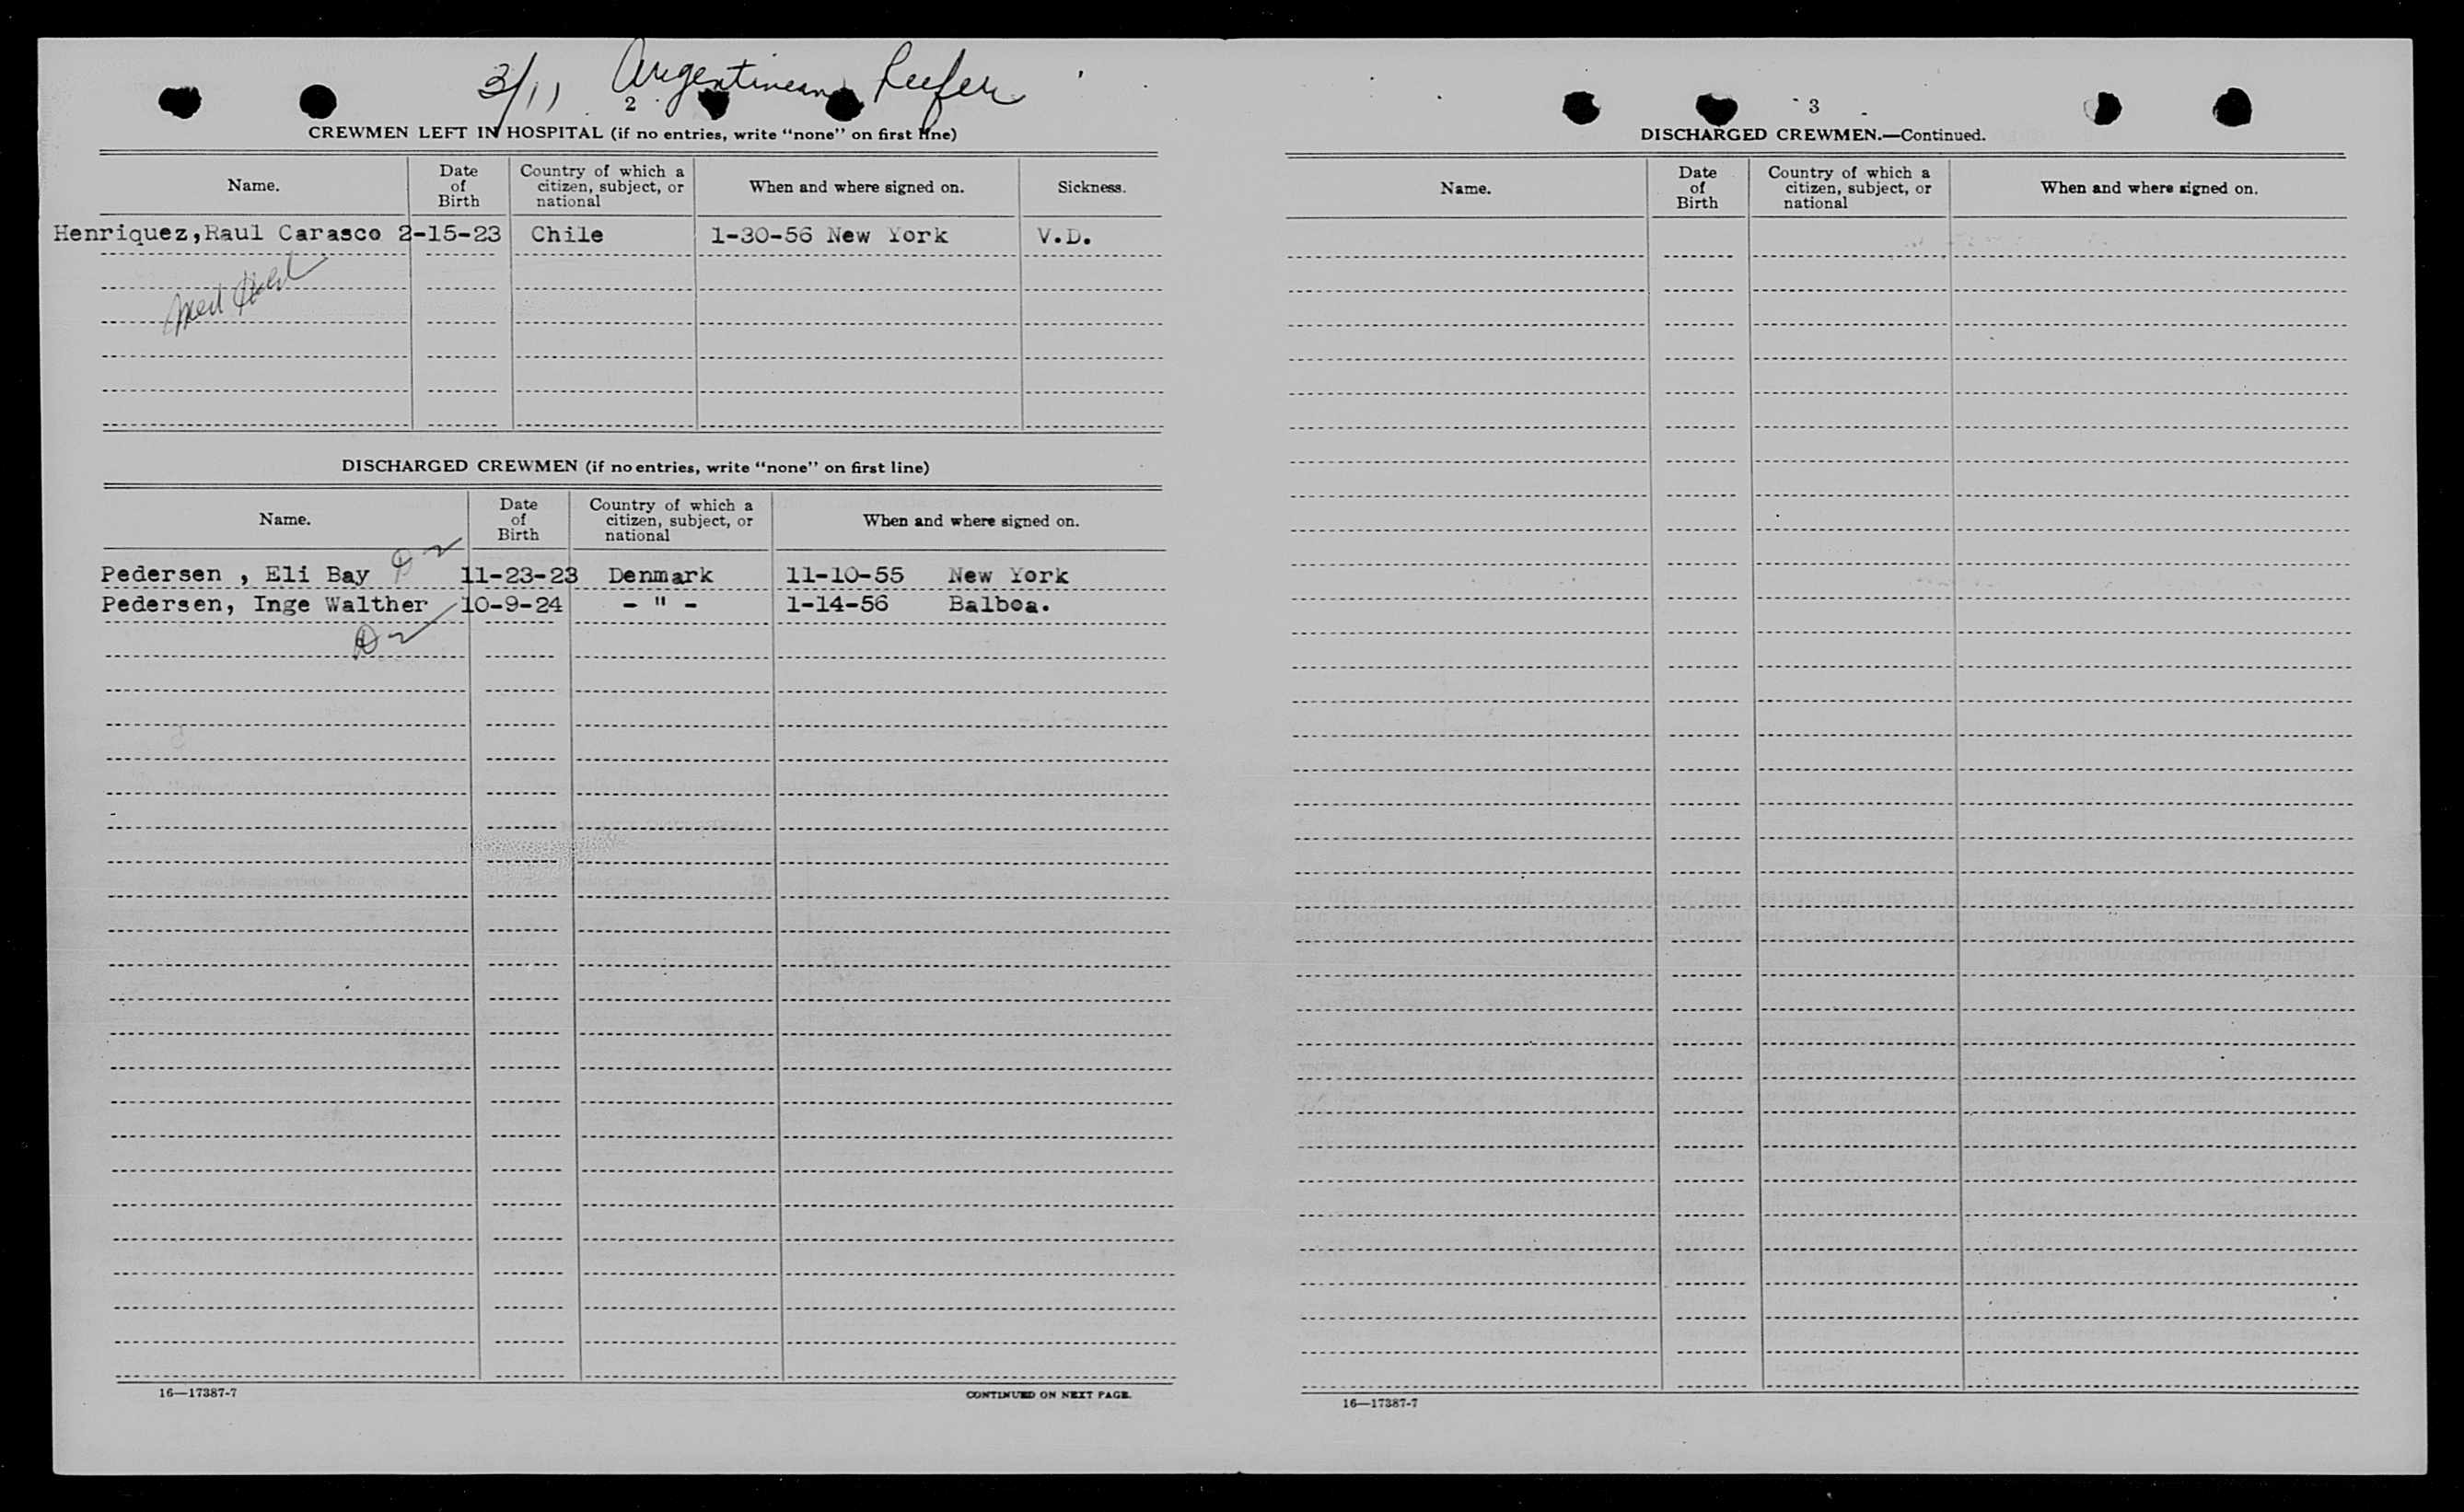 3/11 Argentinean Reefer
2
CREWMEN LEFT IN HOSPITAL (if no entries, write "none" on first line)
Name. Date of Birth Country of which a citizen, subject, or national When and where signed on. Sickness.
Henriquez,Raul Carasco 2-15-23 Chile 1-30-56 New York V.D.
DISCHARGED CREWMEN (if no entries, write "none" on first line)
Name. Date of Birth Country of which a citizen, subject, or national When and where signed on.
Pedersen , Eli Bay 11-23-23 Denmark 11-10-55 New York
Pedersen, Inge Walther 10-9-24 - " - 1-14-56 Balboa.
16—17387-7 CONTINUED ON NEXT PAGE.
3
DISCHARGED CREWMEN.—Continued.
Name. Date of Birth Country of which a citizen, subject, or national When and where signed on.
16—17387-7